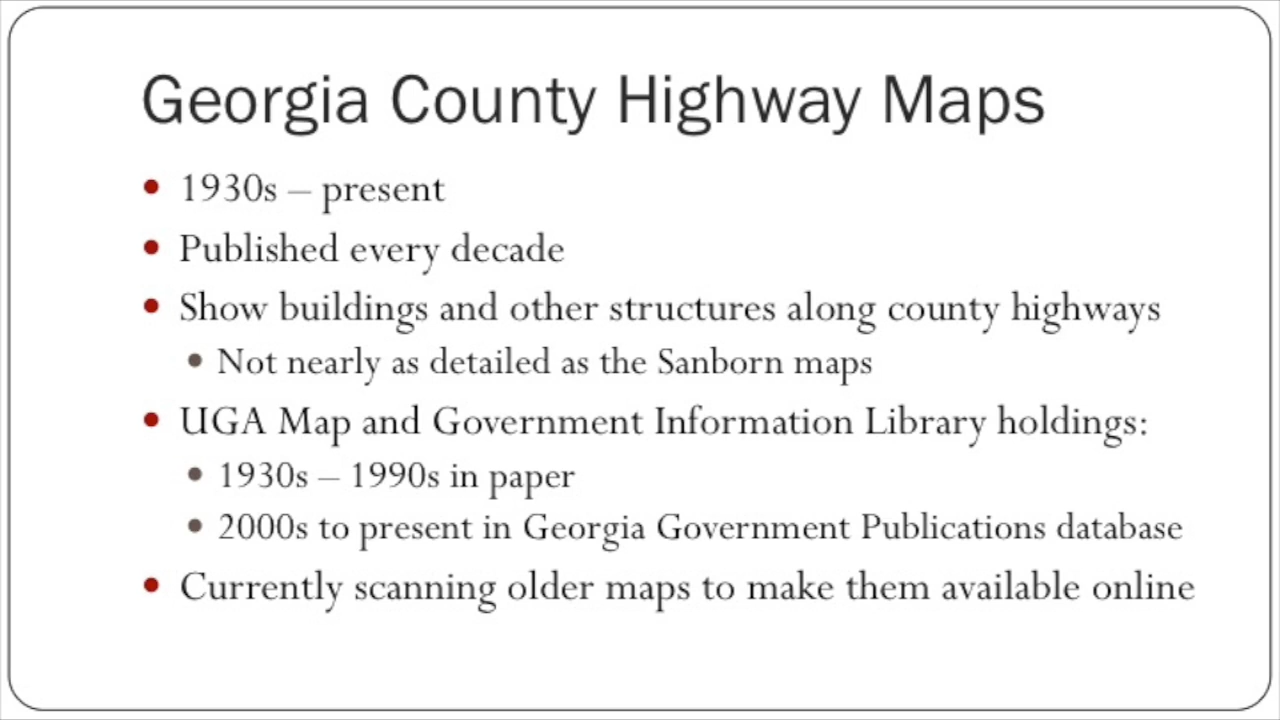 Georgia County Highway Maps
• 1930s – present
• Published every decade
• Show buildings and other structures along county highways
• Not nearly as detailed as the Sanborn maps
• UGA Map and Government Information Library holdings:
• 1930s – 1990s in paper
• 2000s to present in Georgia Government Publications database
• Currently scanning older maps to make them available online